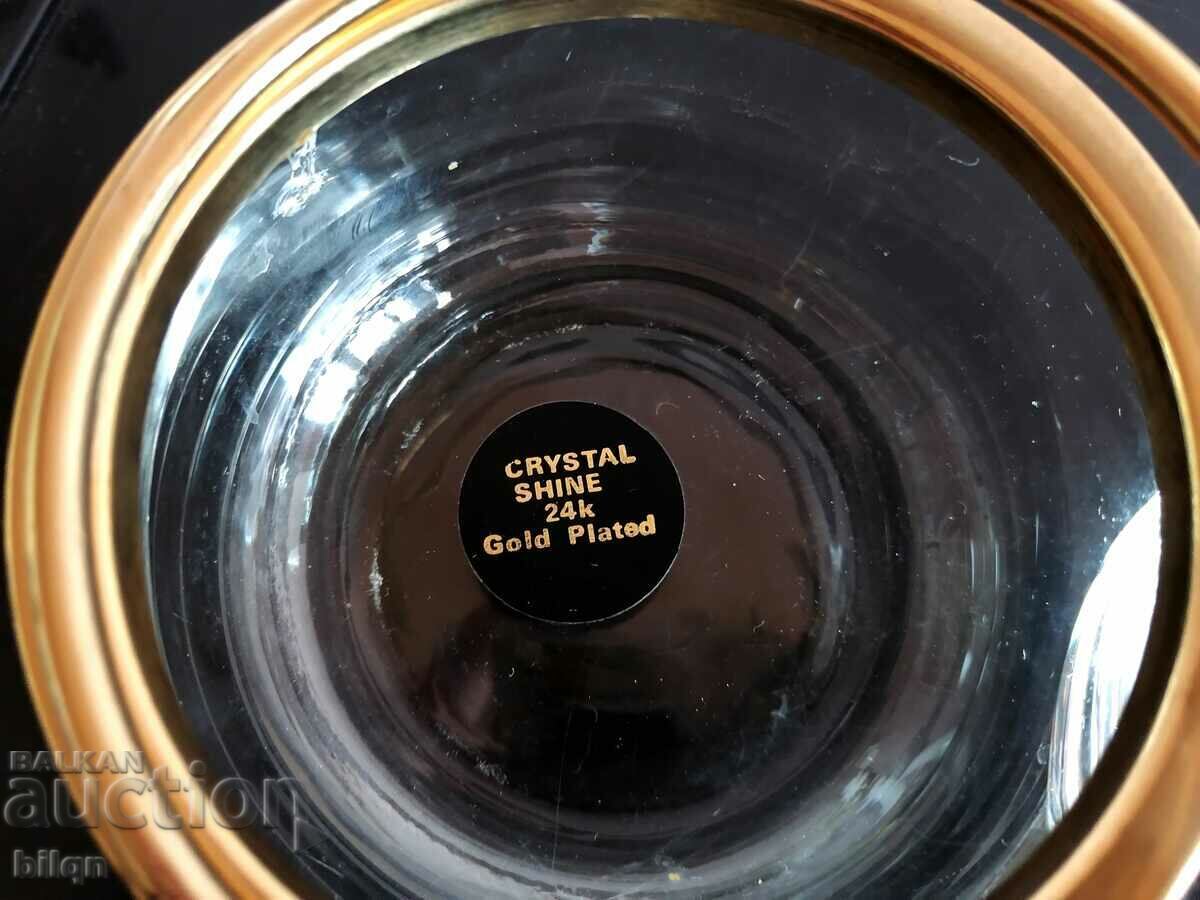 CRYSTAL
SHINE
24k
Gold Plated
BALKAN
auction
bilqn